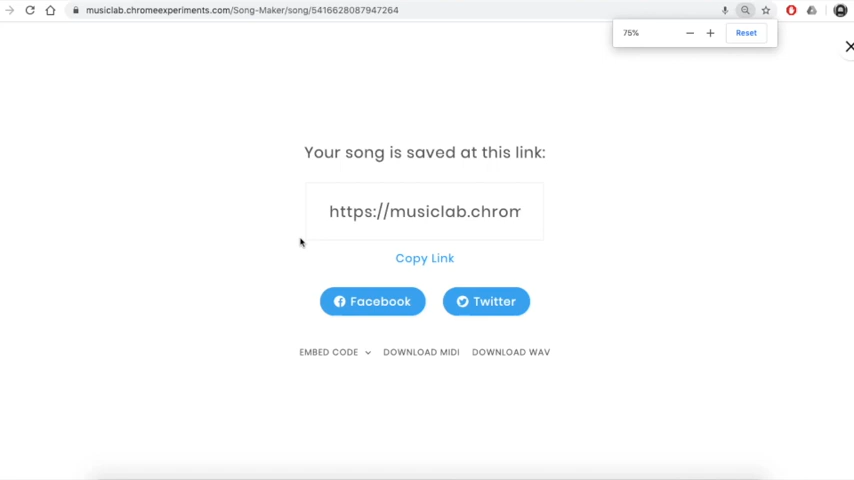 musiclab.chromeexperiments.com/Song-Maker/song/5416628087947264
75%
Reset
Your song is saved at this link:
https://musiclab.chrom
Copy Link
Facebook
Twitter
EMBED CODE
DOWNLOAD MIDI
DOWNLOAD WAV